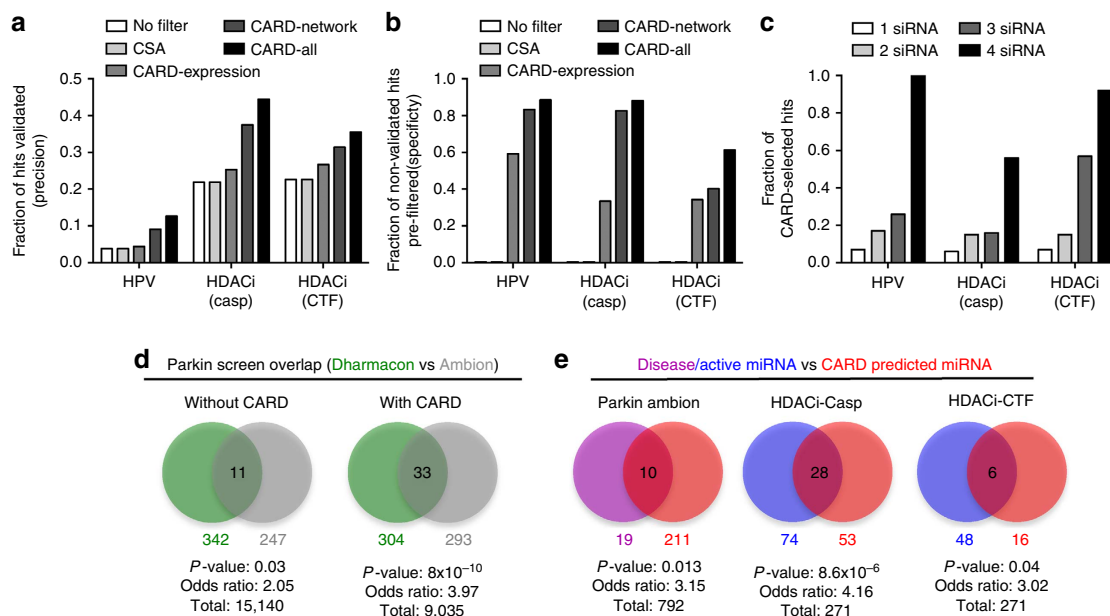 a
No filter
CSA
CARD-expression
CARD-network
CARD-all
Fraction of hits validated
(precision)
0.5
0.4
0.3
0.2
0.1
0.0
HPV
HDACi
(casp)
HDACi
(CTF)
b
No filter
CSA
CARD-expression
CARD-network
CARD-all
Fraction of non-validated hits
pre-filtered(specificty)
1.0
0.8
0.6
0.4
0.2
0.0
HPV
HDACi
(casp)
HDACi
(CTF)
c
1 siRNA
2 siRNA
3 siRNA
4 siRNA
Fraction of
CARD-selected hits
1.0
0.8
0.6
0.4
0.2
0.0
HPV
HDACi
(casp)
HDACi
(CTF)
d
Parkin screen overlap (Dharmacon vs Ambion)
Without CARD
11
342 247
P-value: 0.03
Odds ratio: 2.05
Total: 15,140
With CARD
33
304 293
P-value: 8x10⁻¹⁰
Odds ratio: 3.97
Total: 9,035
e
Disease/active miRNA vs CARD predicted miRNA
Parkin ambion
10
19 211
P-value: 0.013
Odds ratio: 3.15
Total: 792
HDACi-Casp
28
74 53
P-value: 8.6x10⁻⁶
Odds ratio: 4.16
Total: 271
HDACi-CTF
6
48 16
P-value: 0.04
Odds ratio: 3.02
Total: 271